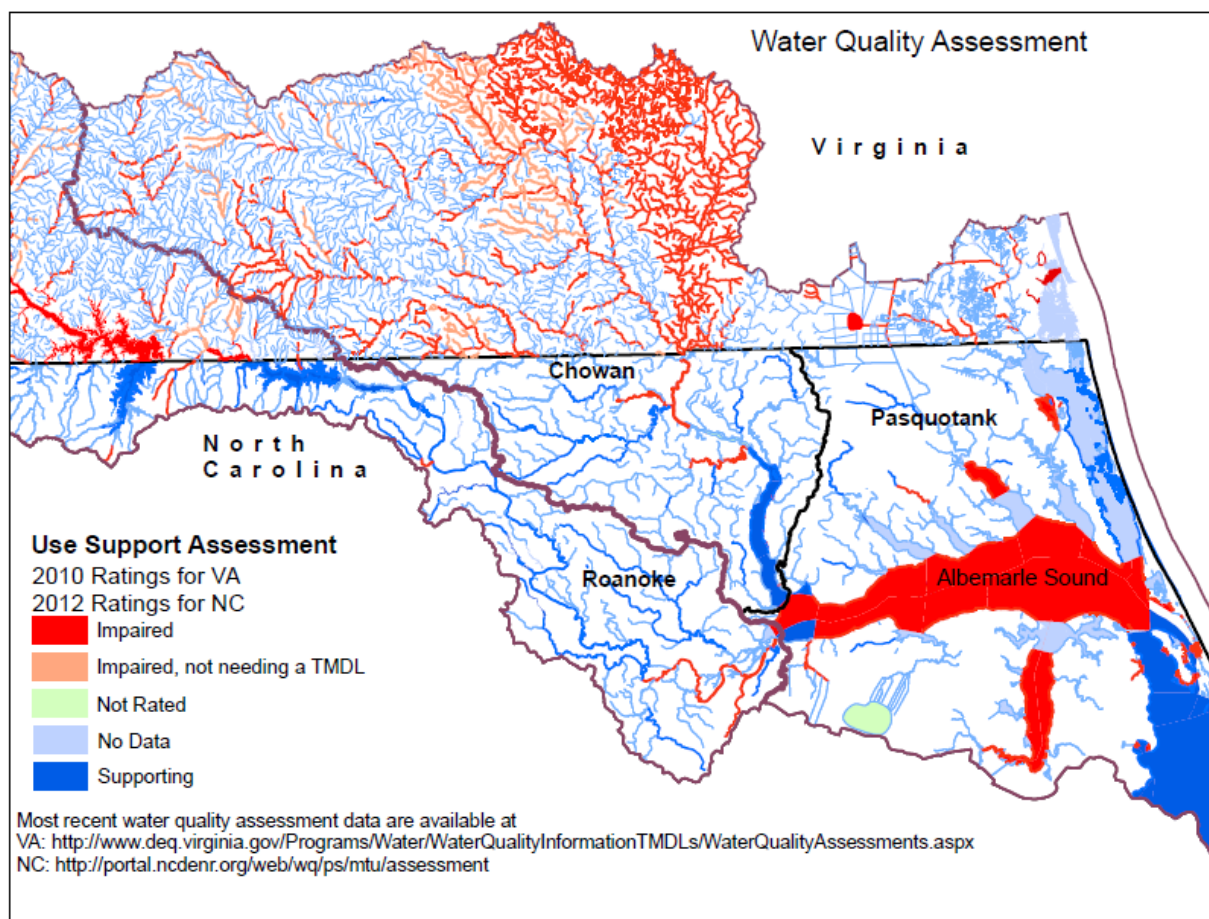 Water Quality Assessment
Virginia
Chowan
Pasquotank
North
Carolina
Roanoke
Albemarle Sound
Use Support Assessment
2010 Ratings for VA
2012 Ratings for NC
Impaired
Impaired, not needing a TMDL
Not Rated
No Data
Supporting
Most recent water quality assessment data are available at
VA: http://www.deq.virginia.gov/Programs/Water/WaterQualityInformationTMDLs/WaterQualityAssessments.aspx
NC: http://portal.ncdenr.org/web/wq/ps/mtu/assessment